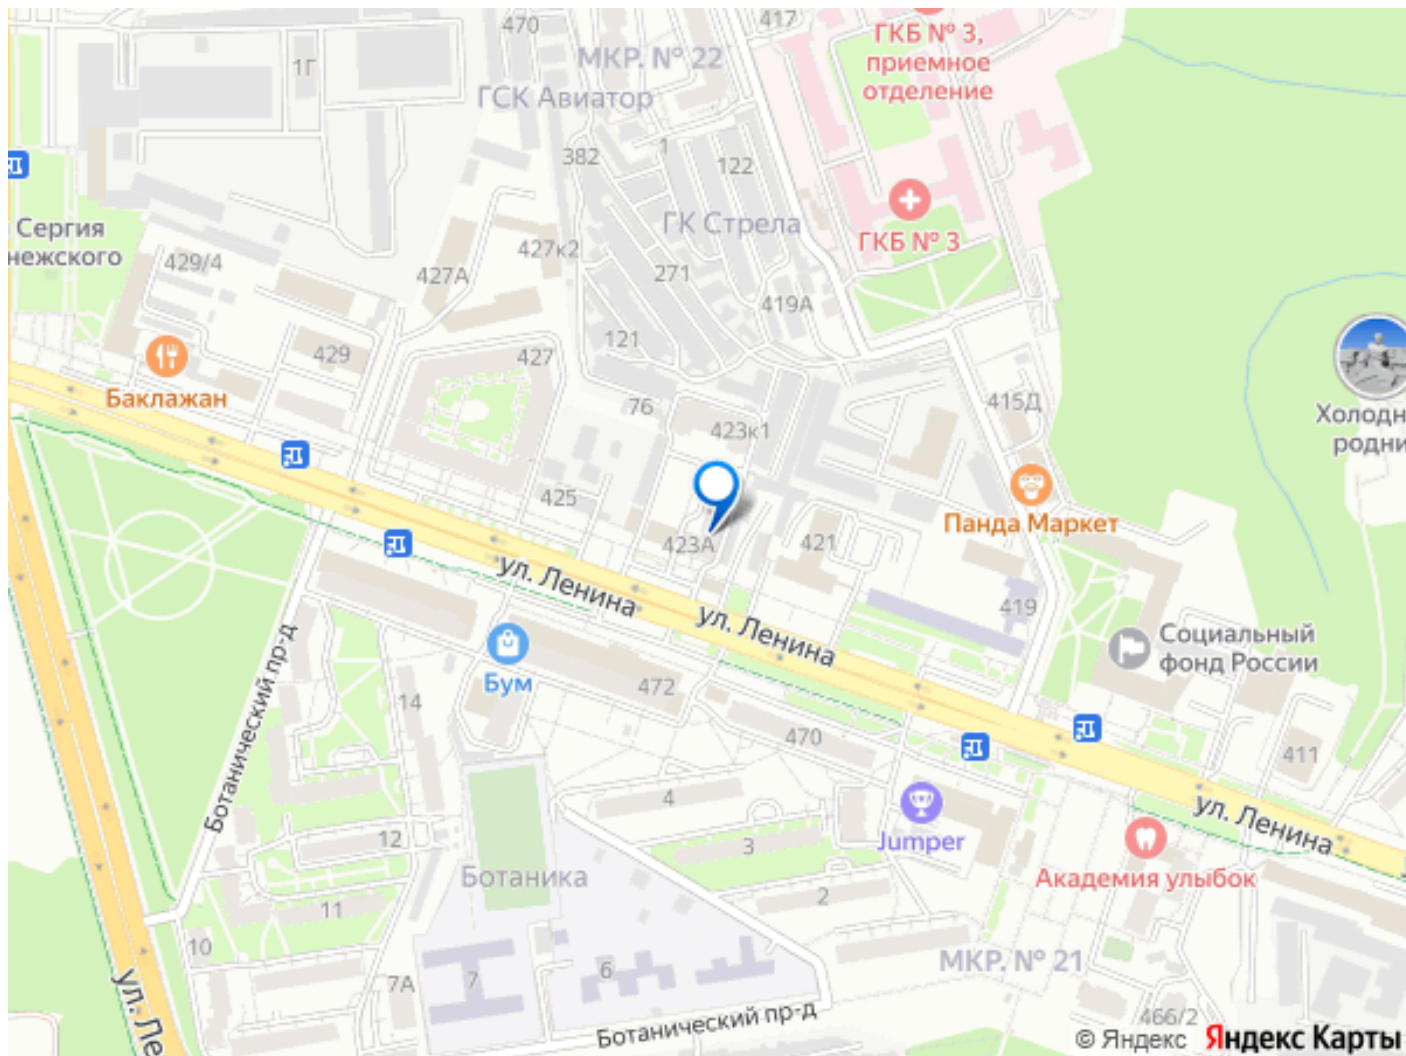 470
417
ГКБ № 3,
приемное
отделение
МКР. № 22
1Г
ГСК Авиатор
382
1
122
Сергия
нежского
ГКБ № 3
ГК Стрела
429/4
427А
427к2
271
419А
121
429
427
Баклажан
76
423к1
415Д
Холодн
родни
425
Панда Маркет
423А
421
ул. Ленина
ул. Ленина
419
Социальный
фонд России
Бум
472
14
Ботанический пр-д
470
411
4
ул. Ленина
Jumper
12
3
Академия улыбок
Ботаника
2
11
10
МКР. № 21
7А
7
6
ул. Ле
Ботанический пр-д
466/2
© Яндекс Яндекс Карты